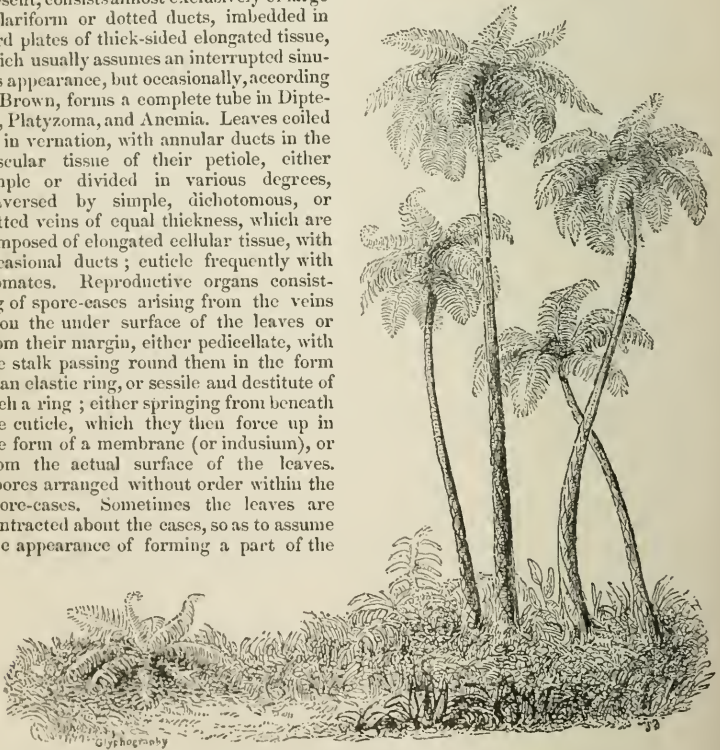 lariform or dotted ducts, imbedded in
rd plates of thick-sided elongated tissue,
ich usually assumes an interrupted sinu-
s appearance, but occasionally, according
Brown, forms a complete tube in Dipte-
, Platyzoma, and Anemia. Leaves coiled
in vernation, with annular ducts in the
scular tissue of their petiole, either
mple or divided in various degrees,
versed by simple, dichotomous, or
tted veins of equal thickness, which are
mposed of elongated cellular tissue, with
casional ducts ; cuticle frequently with
omates. Reproductive organs consist-
g of spore-cases arising from the veins
on the under surface of the leaves or
om their margin, either pedicellate, with
e stalk passing round them in the form
an elastic ring, or sessile and destitute of
ch a ring ; either springing from beneath
e cuticle, which they then force up in
e form of a membrane (or indusium), or
om the actual surface of the leaves.
pores arranged without order within the
ore-cases. Sometimes the leaves are
ntracted about the cases, so as to assume
e appearance of forming a part of the
Glyphography